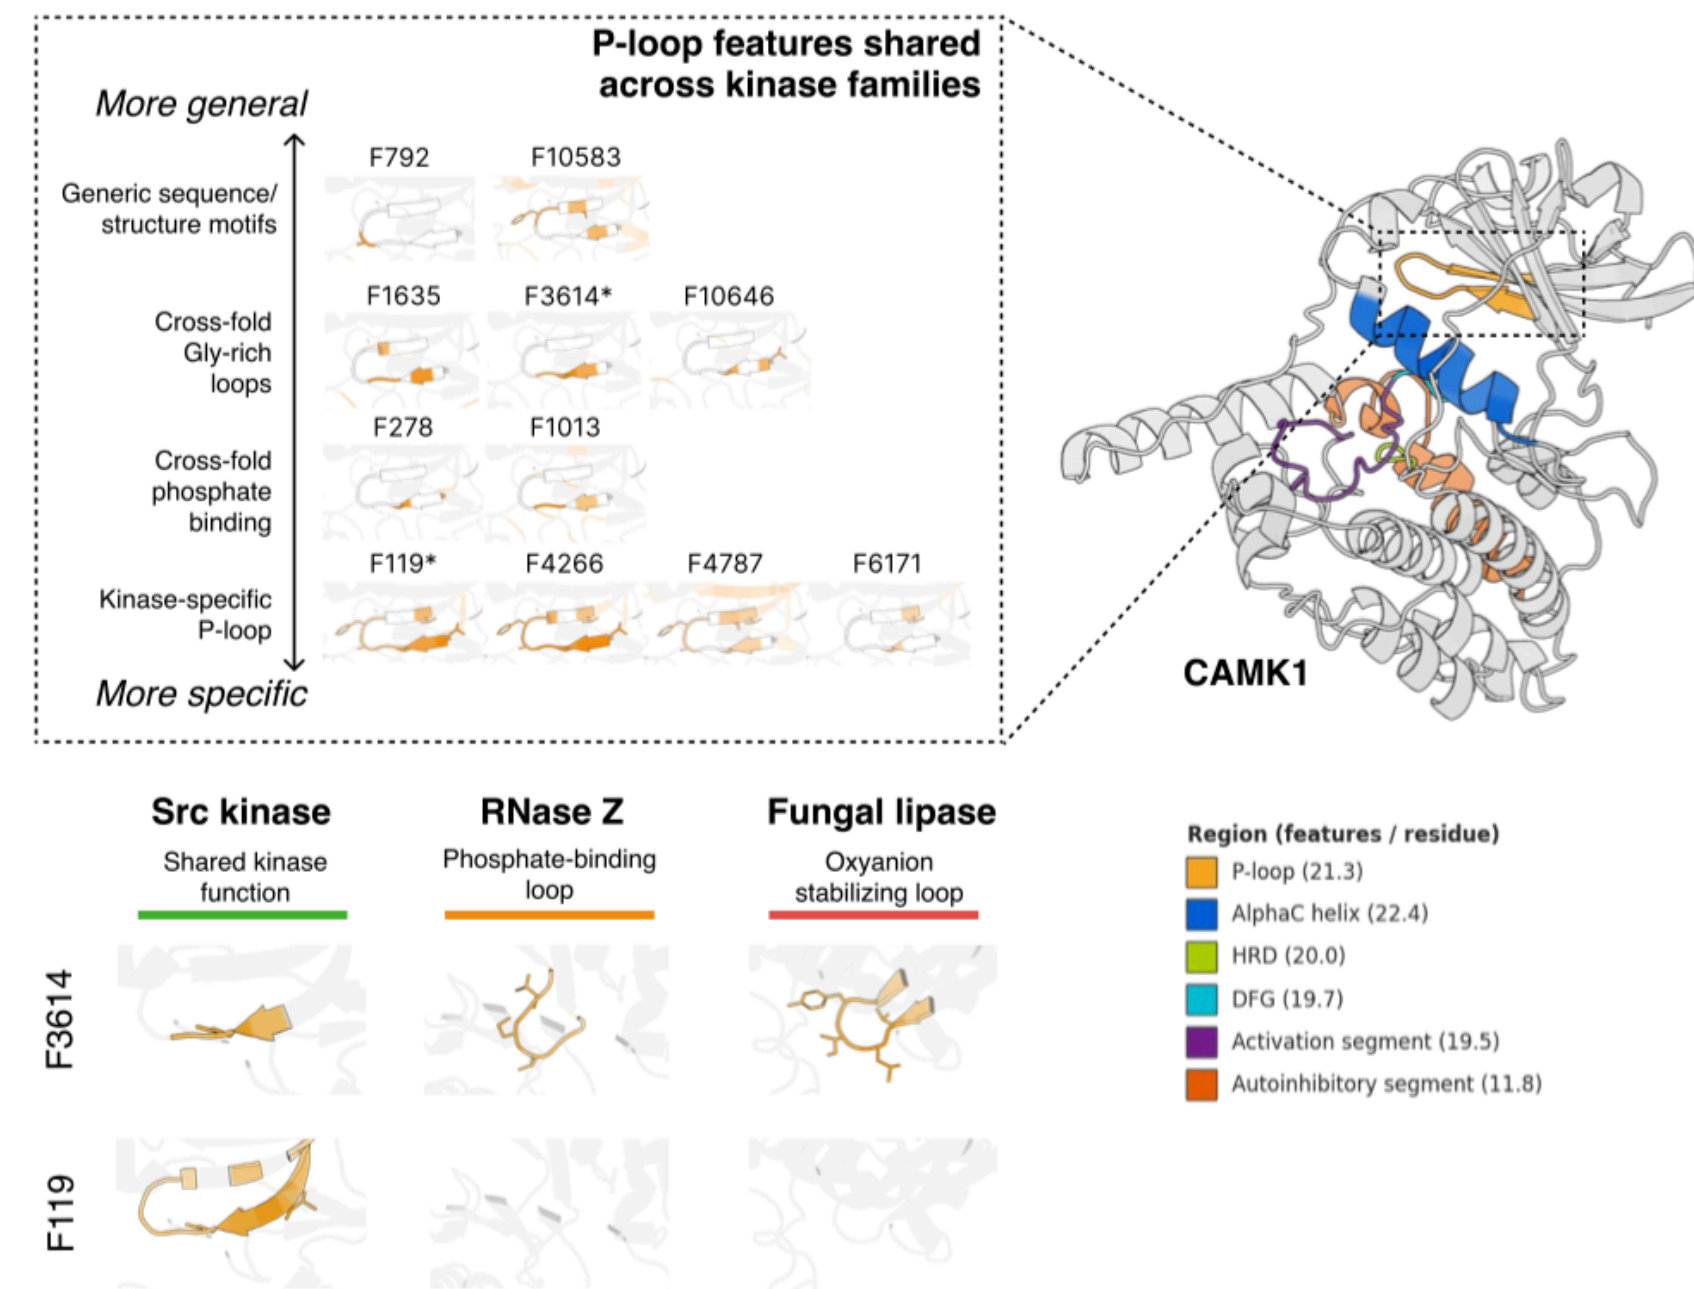 P-loop features shared
across kinase families
More general
F792
F10583
Generic sequence/
structure motifs
F1635
F3614*
F10646
Cross-fold
Gly-rich
loops
F278
F1013
Cross-fold
phosphate
binding
F119*
F4266
F4787
F6171
Kinase-specific
P-loop
More specific
CAMK1
Src kinase
RNase Z
Fungal lipase
Shared kinase
function
Phosphate-binding
loop
Oxyanion
stabilizing loop
F3614
F119
Region (features / residue)
P-loop (21.3)
AlphaC helix (22.4)
HRD (20.0)
DFG (19.7)
Activation segment (19.5)
Autoinhibitory segment (11.8)